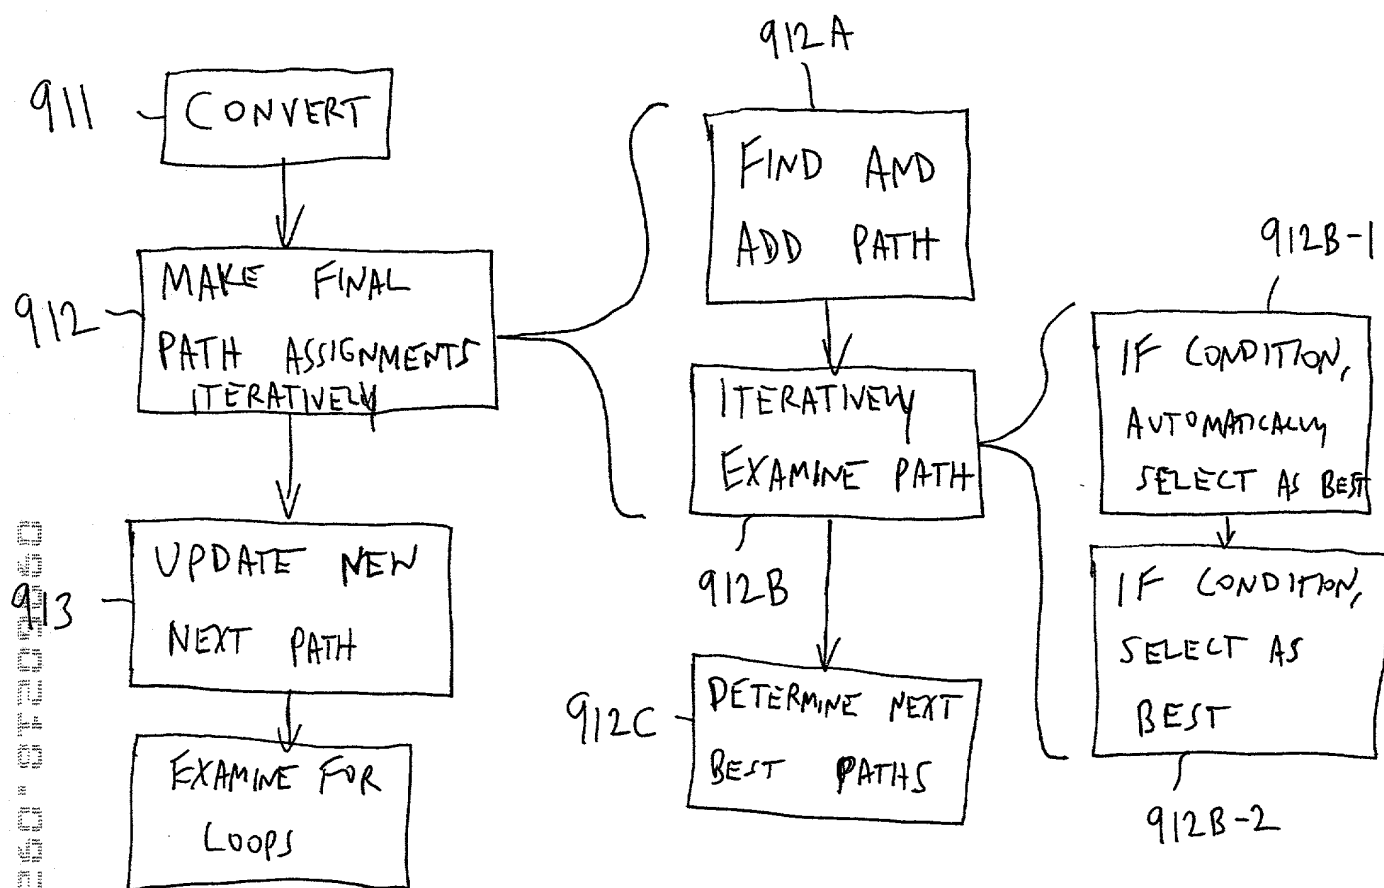 911
CONVERT
912
MAKE FINAL
PATH ASSIGNMENTS
ITERATIVELY
913
UPDATE NEW
NEXT PATH
EXAMINE FOR
LOOPS
912A
FIND AND
ADD PATH
ITERATIVELY
EXAMINE PATH
912B
912C
DETERMINE NEXT
BEST PATHS
912B-1
IF CONDITION,
AUTOMATICALLY
SELECT AS BEST
IF CONDITION,
SELECT AS
BEST
912B-2